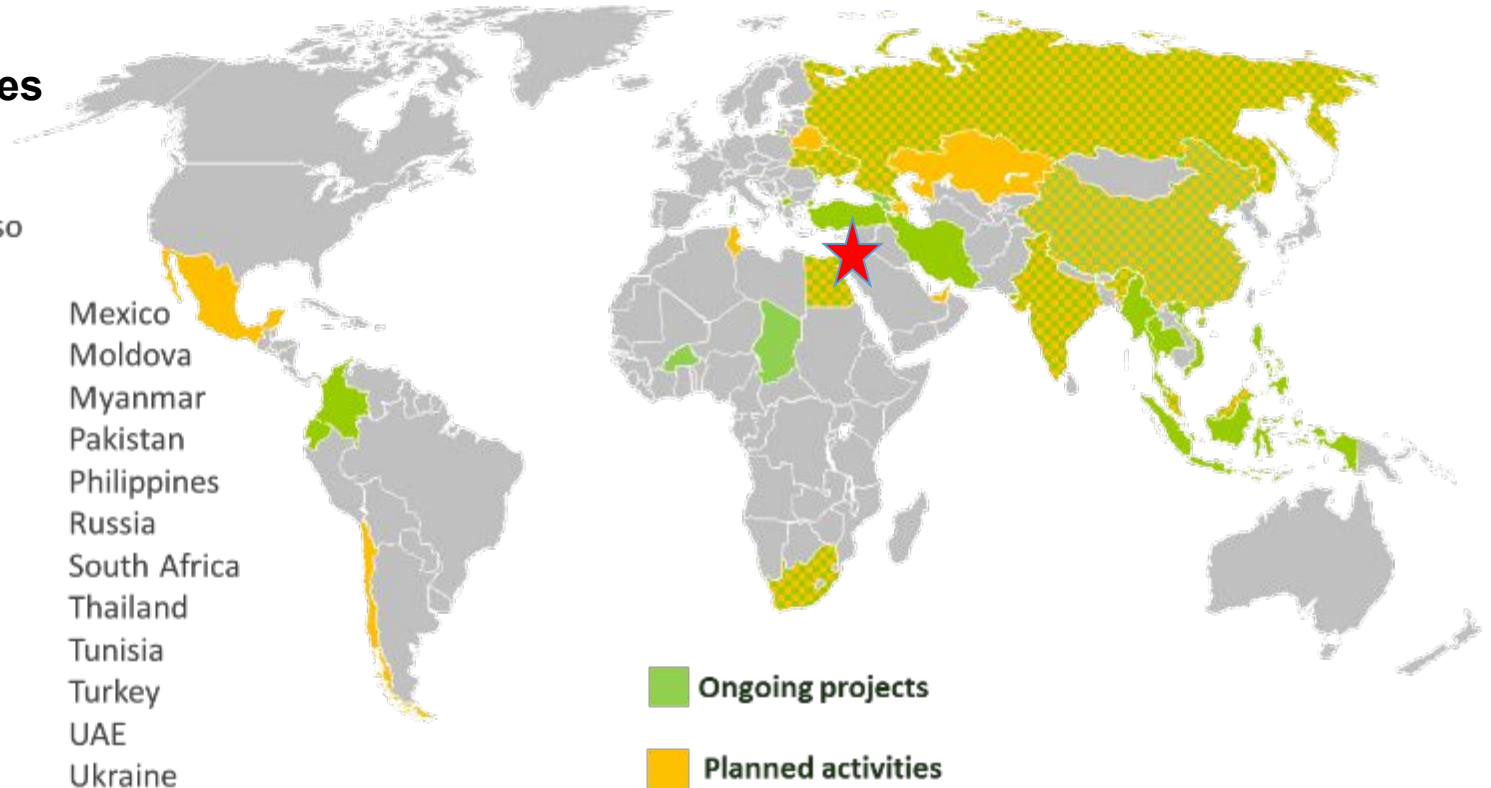 es
so
Mexico
Moldova
Myanmar
Pakistan
Philippines
Russia
South Africa
Thailand
Tunisia
Turkey
UAE
Ukraine
Ongoing projects
Planned activities